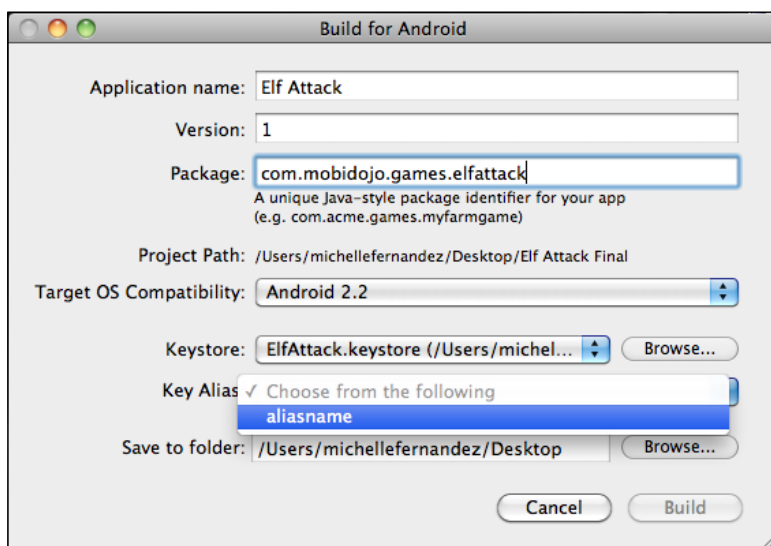 Build for Android
Application name: Elf Attack
Version: 1
Package: com.mobidojo.games.elfattack
A unique Java-style package identifier for your app
(e.g. com.acme.games.myfarmgame)
Project Path: /Users/michellefernandez/Desktop/Elf Attack Final
Target OS Compatibility: Android 2.2
Keystore: ElfAttack.keystore (/Users/michel... Browse...
Key Alias ✓ Choose from the following
aliasname
Save to folder: /Users/michellefernandez/Desktop Browse...
Cancel Build